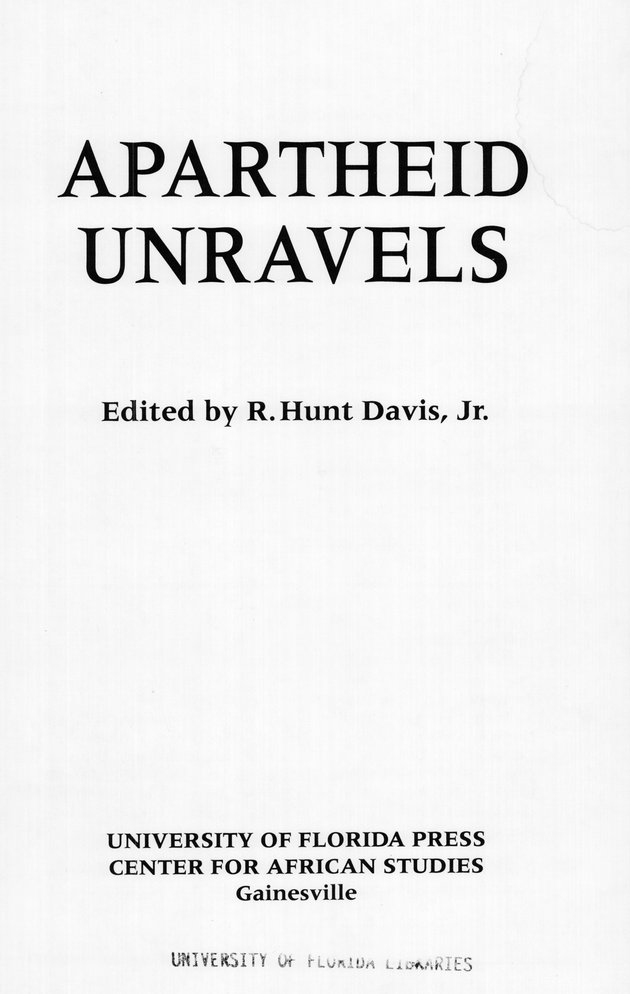 APARTHEID
UNRAVELS
Edited by R. Hunt Davis, Jr.
UNIVERSITY OF FLORIDA PRESS
CENTER FOR AFRICAN STUDIES
Gainesville
UNIVERSITY OF FLORIDA LIBRARIES